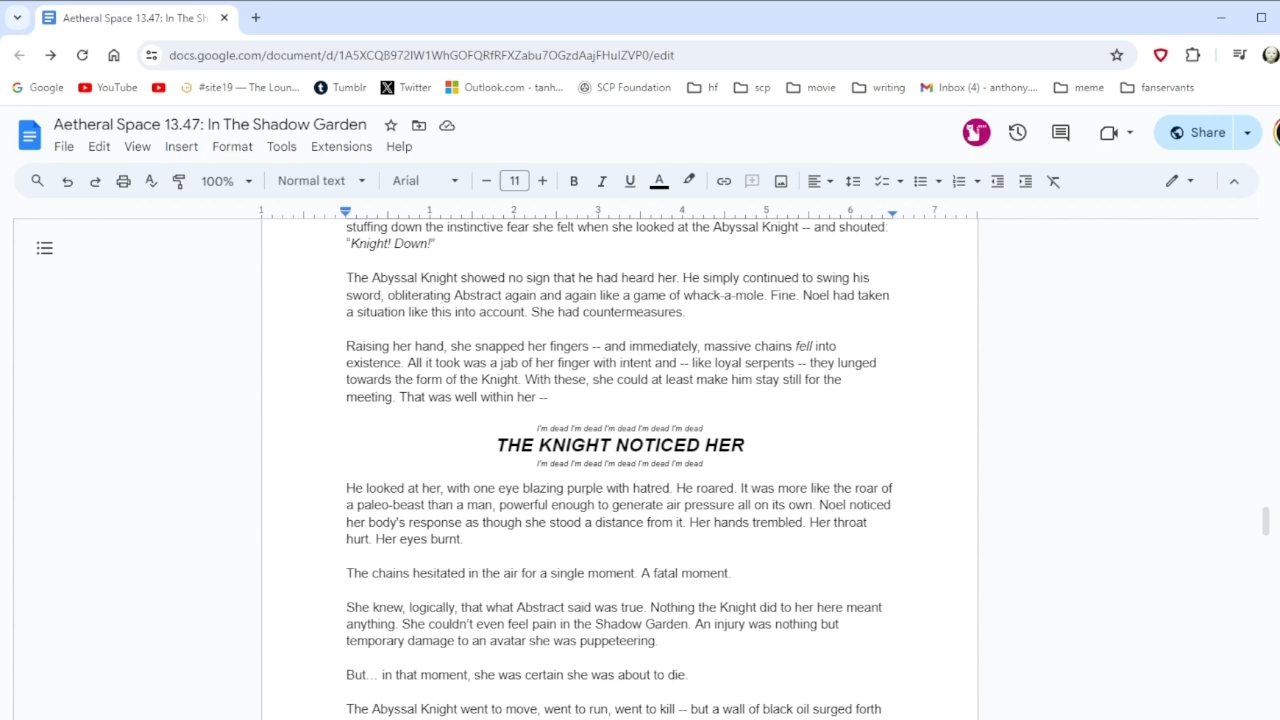 Aetheral Space 13.47: In The Sh
docs.google.com/document/d/1A5XCQB972IW1WhGOFQRfRFXZabu7OGzdAajFHuIZVP0/edit
Google YouTube #site19 — The Loun... Tumblr Twitter Outlook.com - tanh... SCP Foundation hf scp movie writing Inbox (4) - anthony.... meme fanservants
Aetheral Space 13.47: In The Shadow Garden
File Edit View Insert Format Tools Extensions Help
Share
100% Normal text Arial 11 B I U A
1 1 2 3 4 5 6 7
stuffing down the instinctive fear she felt when she looked at the Abyssal Knight -- and shouted:
“Knight! Down!”
The Abyssal Knight showed no sign that he had heard her. He simply continued to swing his
sword, obliterating Abstract again and again like a game of whack-a-mole. Fine. Noel had taken
a situation like this into account. She had countermeasures.
Raising her hand, she snapped her fingers -- and immediately, massive chains fell into
existence. All it took was a jab of her finger with intent and -- like loyal serpents -- they lunged
towards the form of the Knight. With these, she could at least make him stay still for the
meeting. That was well within her --
I'm dead I'm dead I'm dead I'm dead I'm dead I'm dead
THE KNIGHT NOTICED HER
I'm dead I'm dead I'm dead I'm dead I'm dead I'm dead
He looked at her, with one eye blazing purple with hatred. He roared. It was more like the roar of
a paleo-beast than a man, powerful enough to generate air pressure all on its own. Noel noticed
her body's response as though she stood a distance from it. Her hands trembled. Her throat
hurt. Her eyes burnt.
The chains hesitated in the air for a single moment. A fatal moment.
She knew, logically, that what Abstract said was true. Nothing the Knight did to her here meant
anything. She couldn't even feel pain in the Shadow Garden. An injury was nothing but
temporary damage to an avatar she was puppeteering.
But… in that moment, she was certain she was about to die.
The Abyssal Knight went to move, went to run, went to kill -- but a wall of black oil surged forth